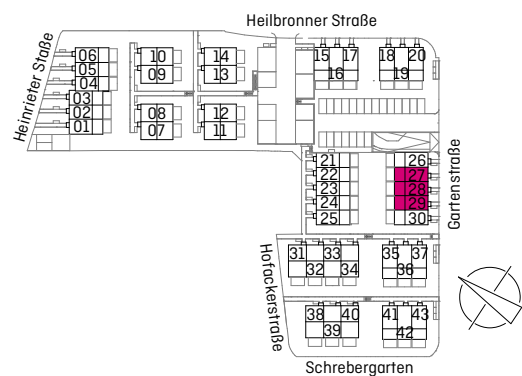 Heilbronner Straße
Heinrieter Staße
06 10 14 15 17 18 20
05 09 13 16 19
04
03
02 08 12
01 07 11
21 26
22 27
23 28
24 29
25 30
Gartenstraße
Hofackerstraße
31 33 35 37
32 34 36
38 40 41 43
39 42
Schrebergarten